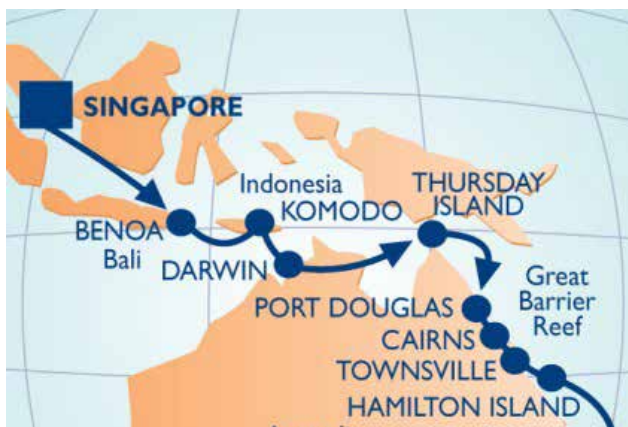 SINGAPORE
Indonesia
KOMODO
THURSDAY
ISLAND
BENOA
Bali
DARWIN
Great
Barrier
Reef
PORT DOUGLAS
CAIRNS
TOWNSVILLE
HAMILTON ISLAND